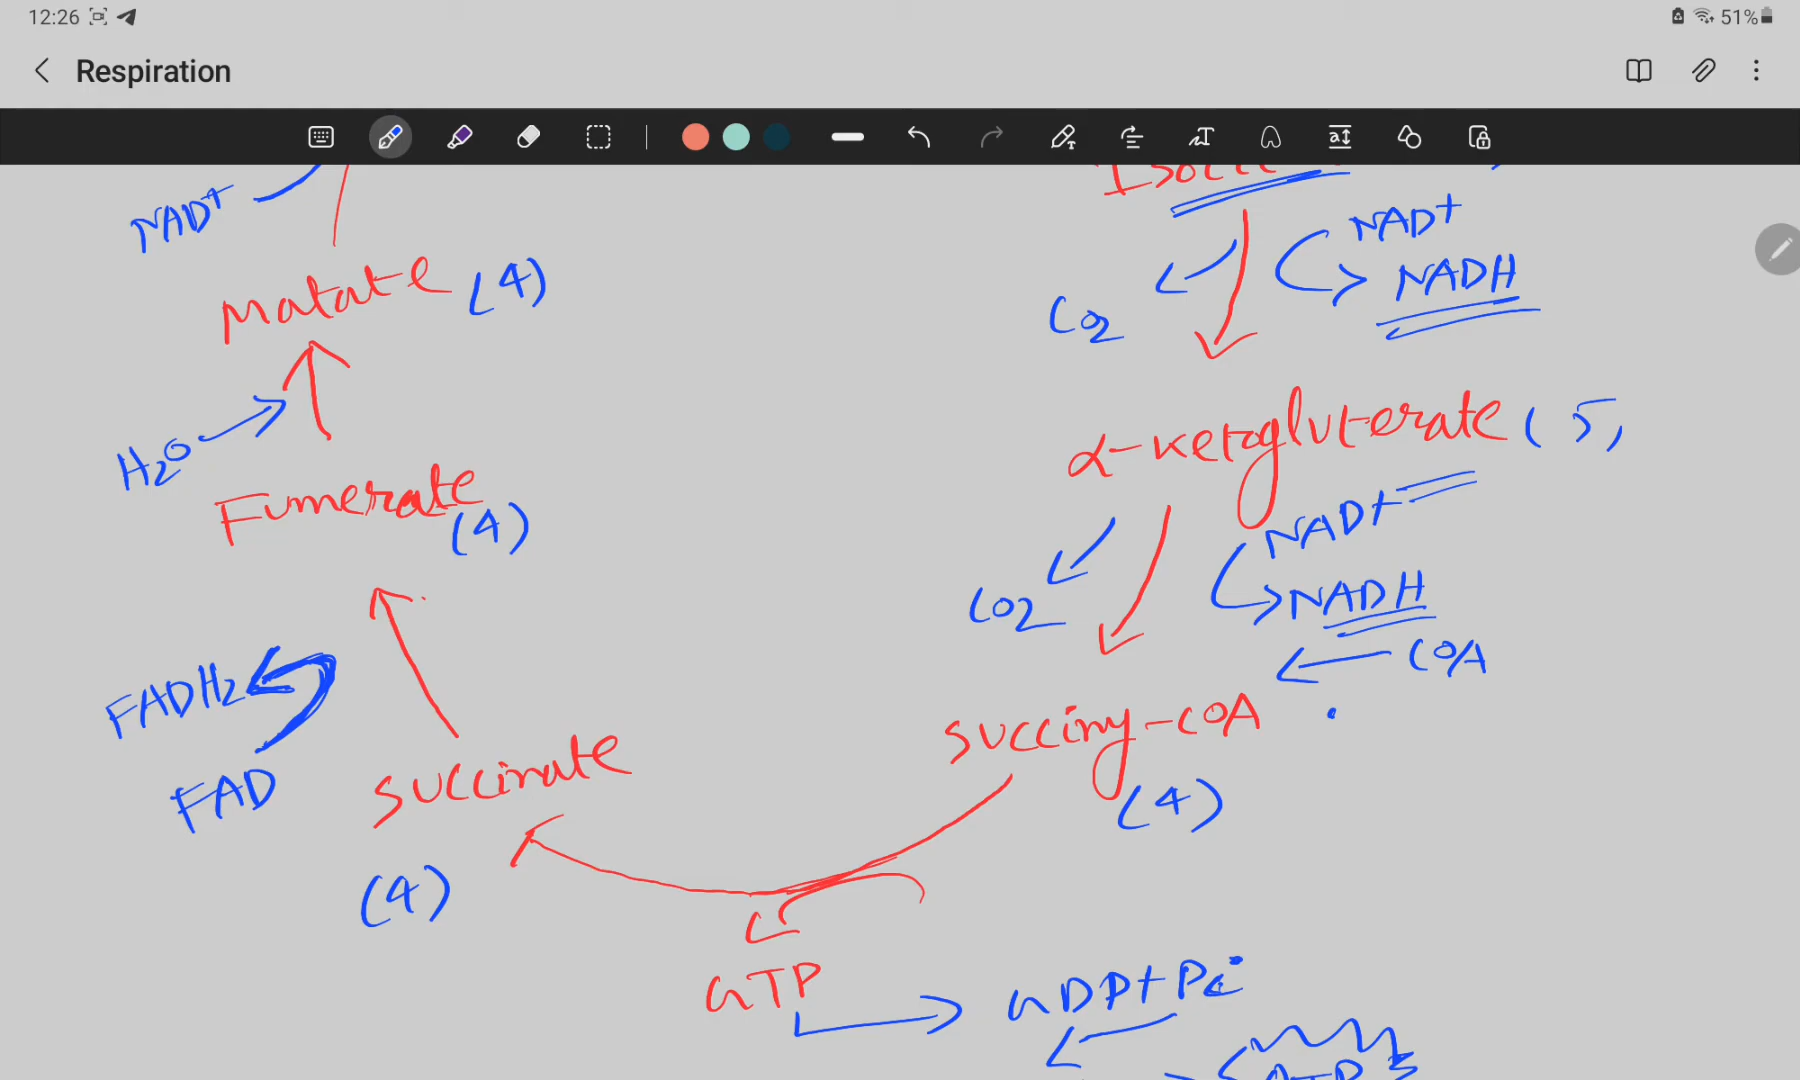 12:26 51%
Respiration
NAD+
Malate (4)
H2O
Fumerate
(4)
FADH2
FAD
Succinate
(4)
NAD+
NADH
CO2
α-ketogluterate (5,
NAD+
NADH
CO2
COA
Succiny-COA
(4)
GTP
GDP+Pi